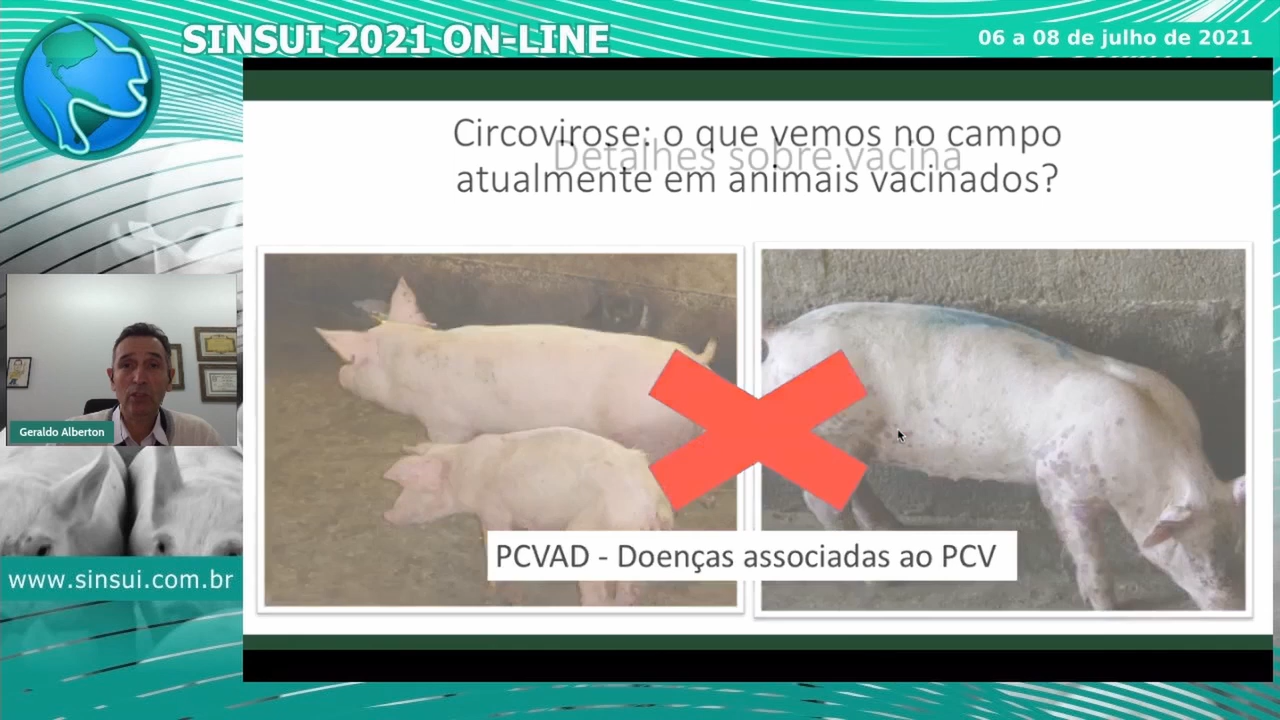 SINSUI 2021 ON-LINE
06 a 08 de julho de 2021
Circovirose: o que vemos no campo
Detalhes sobre vacina
atualmente em animais vacinados?
Geraldo Alberton
PCVAD - Doenças associadas ao PCV
www.sinsui.com.br